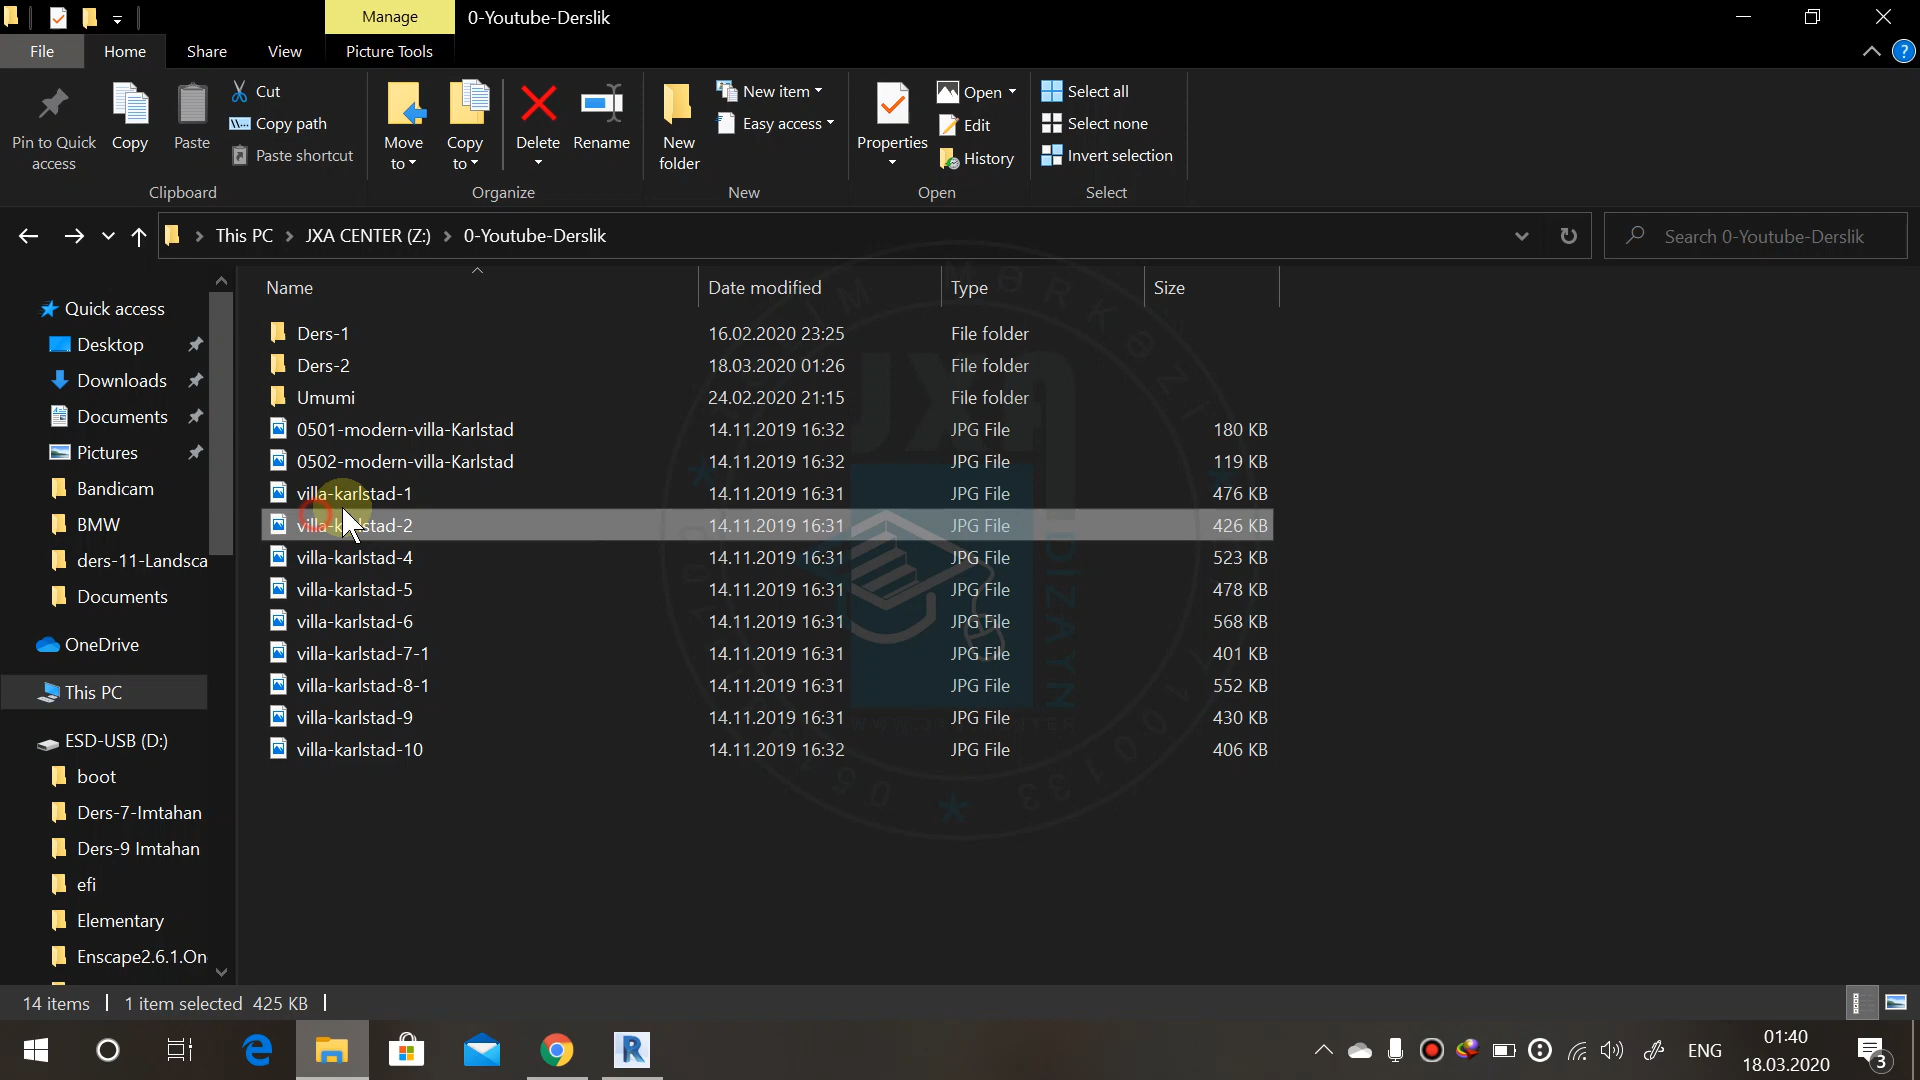 Manage
0-Youtube-Derslik
File
Home
Share
View
Picture Tools
Pin to Quick access
Copy
Paste
Cut
Copy path
Paste shortcut
Clipboard
Move to
Copy to
Delete
Rename
Organize
New folder
New item
Easy access
New
Properties
Open
Edit
History
Open
Select all
Select none
Invert selection
Select
This PC
JXA CENTER (Z:)
0-Youtube-Derslik
Search 0-Youtube-Derslik
Name Date modified Type Size
Ders-1 16.02.2020 23:25 File folder
Ders-2 18.03.2020 01:26 File folder
Umumi 24.02.2020 21:15 File folder
0501-modern-villa-Karlstad 14.11.2019 16:32 JPG File 180 KB
0502-modern-villa-Karlstad 14.11.2019 16:32 JPG File 119 KB
villa-karlstad-1 14.11.2019 16:31 JPG File 476 KB
villa-karlstad-2 14.11.2019 16:31 JPG File 426 KB
villa-karlstad-4 14.11.2019 16:31 JPG File 523 KB
villa-karlstad-5 14.11.2019 16:31 JPG File 478 KB
villa-karlstad-6 14.11.2019 16:31 JPG File 568 KB
villa-karlstad-7-1 14.11.2019 16:31 JPG File 401 KB
villa-karlstad-8-1 14.11.2019 16:31 JPG File 552 KB
villa-karlstad-9 14.11.2019 16:31 JPG File 430 KB
villa-karlstad-10 14.11.2019 16:32 JPG File 406 KB
Quick access
Desktop
Downloads
Documents
Pictures
Bandicam
BMW
ders-11-Landsca
Documents
OneDrive
This PC
ESD-USB (D:)
boot
Ders-7-Imtahan
Ders-9 Imtahan
efi
Elementary
Enscape2.6.1.On
JXA
DIZAYN
14 items 1 item selected 425 KB
ENG
01:40
18.03.2020
3